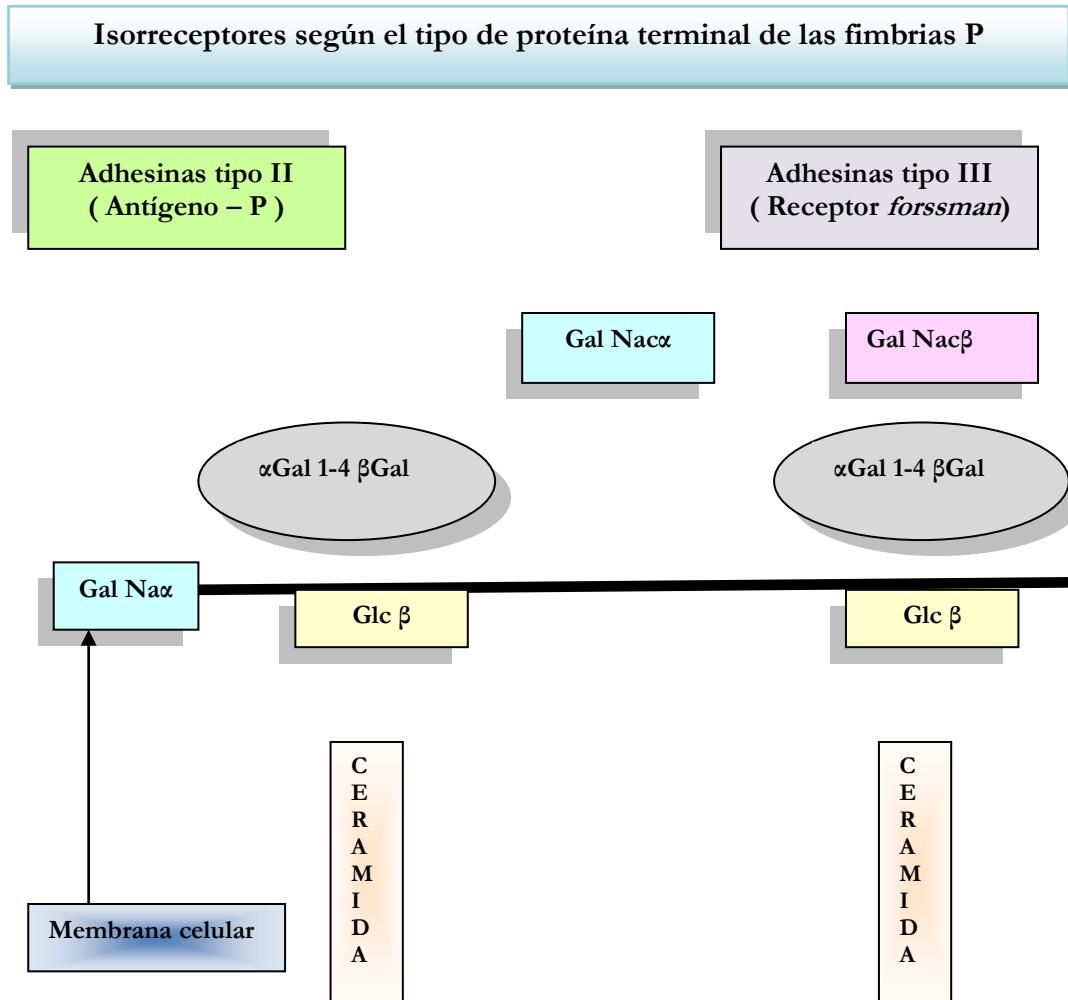 Isorreceptores según el tipo de proteína terminal de las fimbrias P
Adhesinas tipo II
( Antígeno – P )
Adhesinas tipo III
( Receptor forssman)
Gal Nacα
Gal Nacβ
αGal 1-4 βGal
αGal 1-4 βGal
Gal Naα
Glc β
Glc β
C
E
R
A
M
I
D
A
C
E
R
A
M
I
D
A
Membrana celular